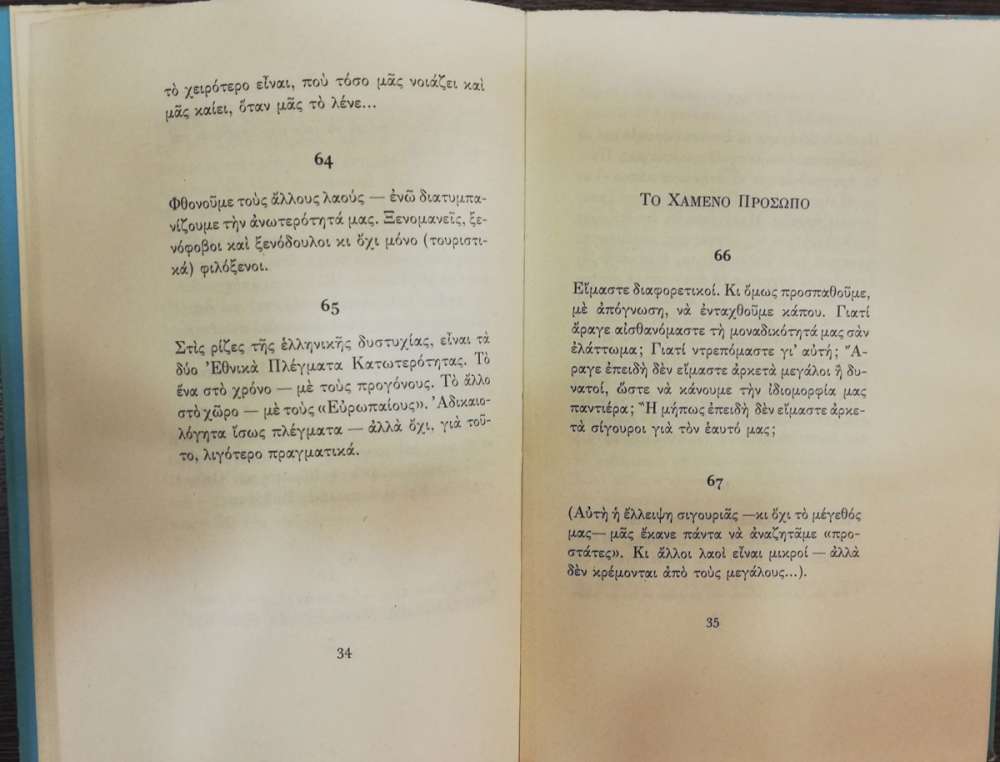 τὸ χειρότερο εἶναι, ποὺ τόσο μᾶς νοιάζει καὶ
μᾶς καίει, ὅταν μᾶς τὸ λένε...
64
Φθονοῦμε τοὺς ἄλλους λαούς — ἐνῶ διατυμπα-
νίζουμε τὴν ἀνωτερότητά μας. Ξενομανεῖς, ξε-
νόφοβοι καὶ ξενόδουλοι κι ὄχι μόνο (τουριστι-
κά) φιλόξενοι.
65
Στὶς ρίζες τῆς ἑλληνικῆς δυστυχίας, εἶναι τὰ
δύο Ἐθνικὰ Πλέγματα Κατωτερότητας. Τὸ
ἕνα στὸ χρόνο — μὲ τοὺς προγόνους. Τὸ ἄλλο
στὸ χῶρο — μὲ τοὺς «Εὐρωπαίους». Ἀδικαιο-
λόγητα ἴσως πλέγματα — ἀλλὰ ὄχι, γιὰ τοῦ-
το, λιγότερο πραγματικά.
34
ΤΟ ΧΑΜΕΝΟ ΠΡΟΣΩΠΟ
66
Εἴμαστε διαφορετικοί. Κι ὅμως προσπαθοῦμε,
μὲ ἀπόγνωση, νὰ ἐνταχθοῦμε κάπου. Γιατί
ἄραγε αἰσθανόμαστε τὴ μοναδικότητά μας σὰν
ἐλάττωμα; Γιατί ντρεπόμαστε γι' αὐτή; Ἄ-
ραγε ἐπειδὴ δὲν εἴμαστε ἀρκετὰ μεγάλοι ἢ δυ-
νατοί, ὥστε νὰ κάνουμε τὴν ἰδιομορφία μας
παντιέρα; Ἢ μήπως ἐπειδὴ δὲν εἴμαστε ἀρκε-
τὰ σίγουροι γιὰ τὸν ἑαυτό μας;
67
(Αὐτὴ ἡ ἔλλειψη σιγουριᾶς —κι ὄχι τὸ μέγεθός
μας— μᾶς ἔκανε πάντα νὰ ἀναζητᾶμε «προ-
στάτες». Κι ἄλλοι λαοὶ εἶναι μικροί — ἀλλὰ
δὲν κρέμονται ἀπὸ τοὺς μεγάλους...).
35